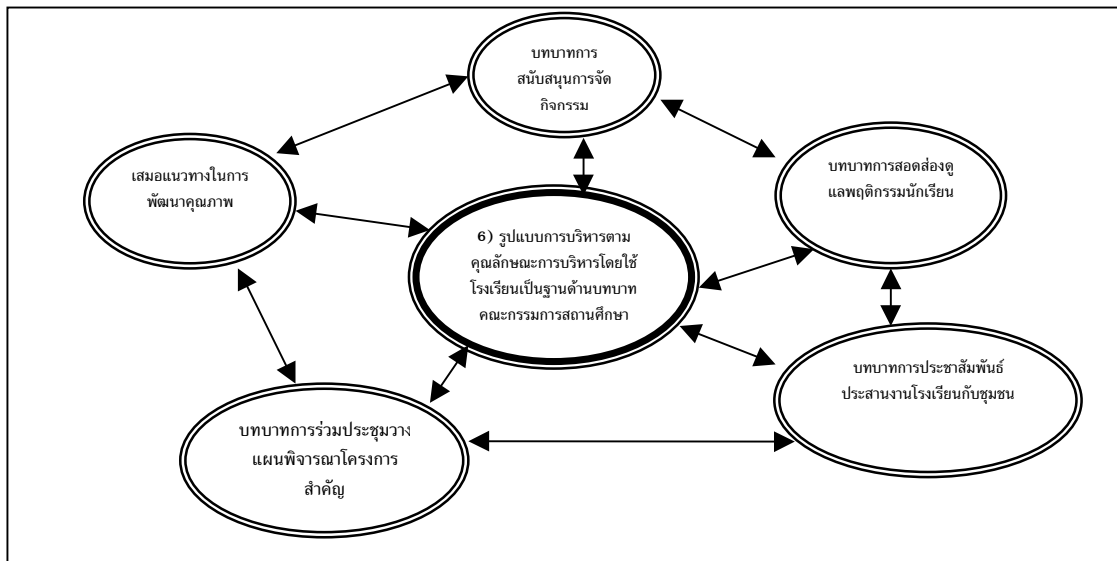 บทบาทการ
สนับสนุนการจัด
กิจกรรม
เสมอแนวทางในการ
พัฒนาคุณภาพ
บทบาทการสอดส่องดู
แลพฤติกรรมนักเรียน
6) รูปแบบการบริหารตาม
คุณลักษณะการบริหารโดยใช้
โรงเรียนเป็นฐานด้านบทบาท
คณะกรรมการสถานศึกษา
บทบาทการประชาสัมพันธ์
ประสานงานโรงเรียนกับชุมชน
บทบาทการร่วมประชุมวาง
แผนพิจารณาโครงการ
สำคัญ